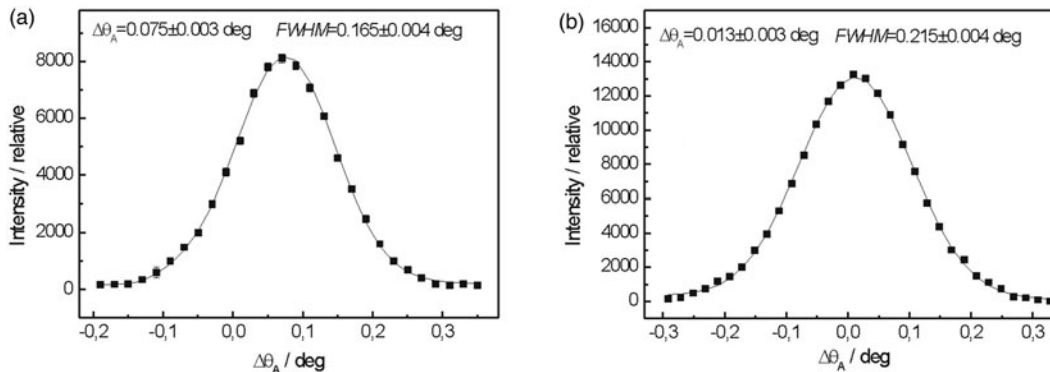 (a)
Δθ_A=0.075±0.003 deg FWHM=0.165±0.004 deg
8000
6000
4000
2000
0
Intensity / relative
-0,2 -0,1 0,0 0,1 0,2 0,3
Δθ_A / deg
(b)
Δθ_A=0.013±0.003 deg FWHM=0.215±0.004 deg
16000
14000
12000
10000
8000
6000
4000
2000
0
Intensity / relative
-0,3 -0,2 -0,1 0,0 0,1 0,2 0,3
Δθ_A / deg